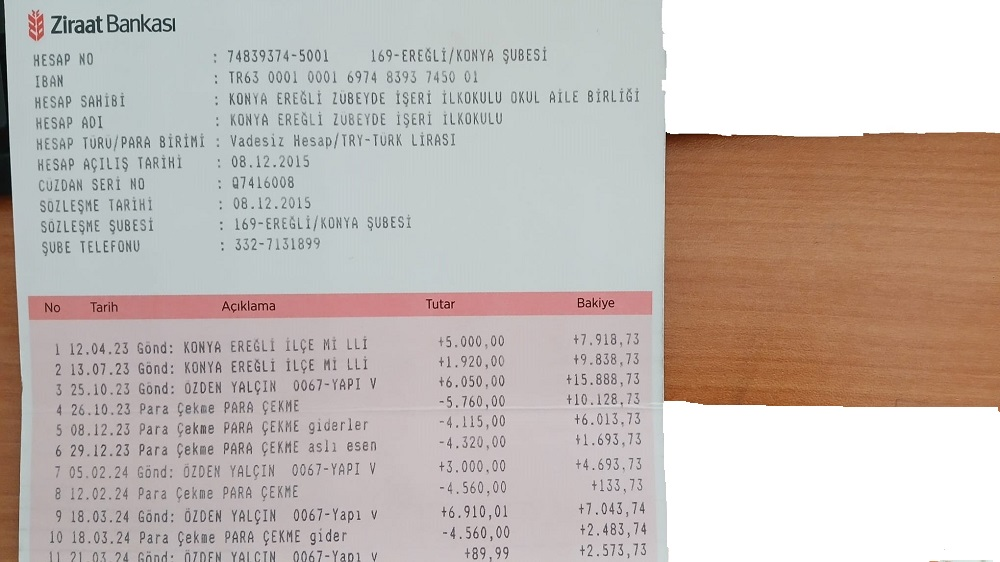 Ziraat Bankası
HESAP NO : 74839374-5001 169-EREĞLİ/KONYA ŞUBESİ
IBAN : TR63 0001 0001 6974 8393 7450 01
HESAP SAHİBİ : KONYA EREĞLİ ZÜBEYDE İŞERİ İLKOKULU OKUL AİLE BİRLİĞİ
HESAP ADI : KONYA EREĞLİ ZÜBEYDE İŞERİ İLKOKULU
HESAP TÜRÜ/PARA BİRİMİ : Vadesiz Hesap/TRY-TÜRK LİRASI
HESAP AÇILIŞ TARİHİ : 08.12.2015
CÜZDAN SERİ NO : Q7416008
SÖZLEŞME TARİHİ : 08.12.2015
SÖZLEŞME ŞUBESİ : 169-EREĞLİ/KONYA ŞUBESİ
ŞUBE TELEFONU : 332-7131899
No Tarih Açıklama Tutar Bakiye
1 12.04.23 Gönd: KONYA EREĞLİ İLÇE Mİ LLİ +5.000,00 +7.918,73
2 13.07.23 Gönd: KONYA EREĞLİ İLÇE Mİ LLİ +1.920,00 +9.838,73
3 25.10.23 Gönd: ÖZDEN YALÇIN 0067-YAPI V +6.050,00 +15.888,73
4 26.10.23 Para Çekme PARA ÇEKME -5.760,00 +10.128,73
5 08.12.23 Para Çekme PARA ÇEKME giderler -4.115,00 +6.013,73
6 29.12.23 Para Çekme PARA ÇEKME aslı esen -4.320,00 +1.693,73
7 05.02.24 Gönd: ÖZDEN YALÇIN 0067-YAPI V +3.000,00 +4.693,73
8 12.02.24 Para Çekme PARA ÇEKME -4.560,00 +133,73
9 18.03.24 Gönd: ÖZDEN YALÇIN 0067-Yapı v +6.910,01 +7.043,74
10 18.03.24 Para Çekme PARA ÇEKME gider -4.560,00 +2.483,74
11 21.03.24 Gönd: ÖZDEN YALÇIN 0067-Yapı v +89,99 +2.573,73